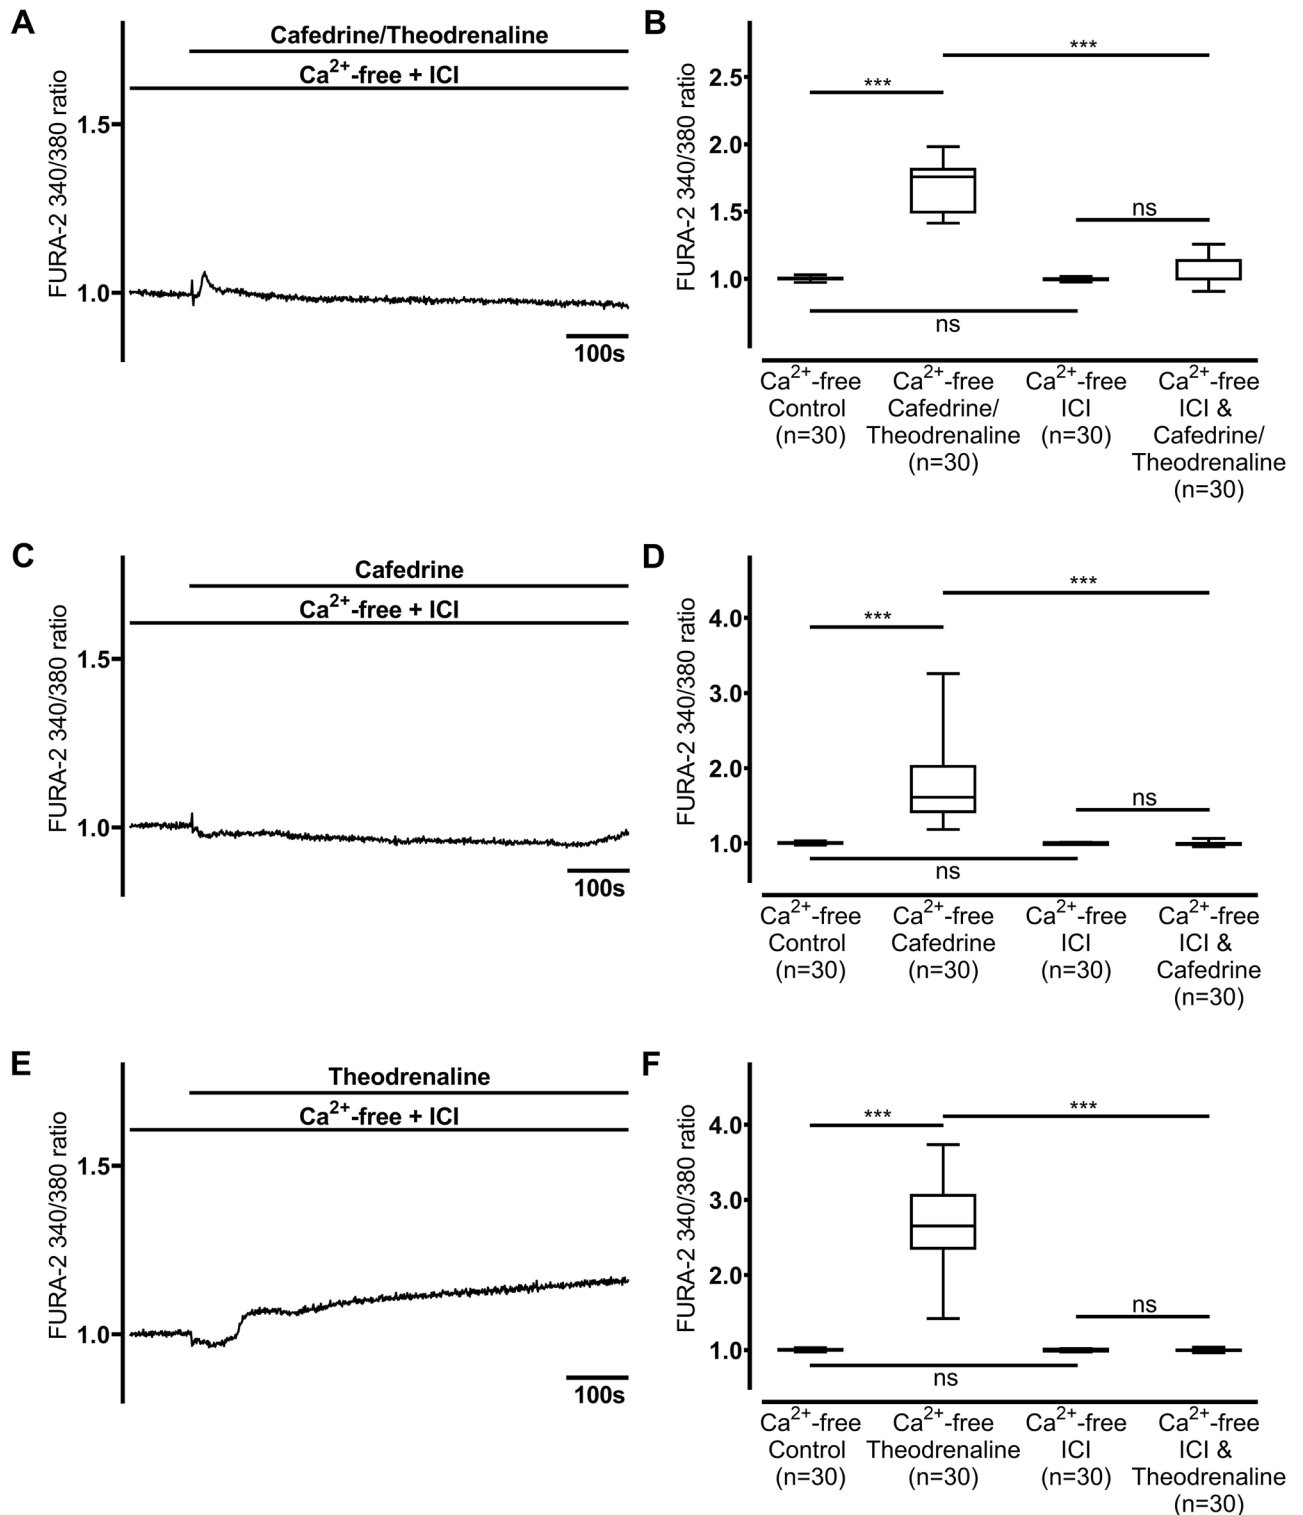 A
Cafedrine/Theodrenaline
Ca2+-free + ICI
FURA-2 340/380 ratio
1.5
1.0
100s
B
FURA-2 340/380 ratio
2.5
2.0
1.5
1.0
***
***
ns
ns
Ca2+-free
Control
(n=30)
Ca2+-free
Cafedrine/
Theodrenaline
(n=30)
Ca2+-free
ICI
(n=30)
Ca2+-free
ICI &
Cafedrine/
Theodrenaline
(n=30)
C
Cafedrine
Ca2+-free + ICI
FURA-2 340/380 ratio
1.5
1.0
100s
D
FURA-2 340/380 ratio
4.0
3.0
2.0
1.0
***
***
ns
ns
Ca2+-free
Control
(n=30)
Ca2+-free
Cafedrine
(n=30)
Ca2+-free
ICI
(n=30)
Ca2+-free
ICI &
Cafedrine
(n=30)
E
Theodrenaline
Ca2+-free + ICI
FURA-2 340/380 ratio
1.5
1.0
100s
F
FURA-2 340/380 ratio
4.0
3.0
2.0
1.0
***
***
ns
ns
Ca2+-free
Control
(n=30)
Ca2+-free
Theodrenaline
(n=30)
Ca2+-free
ICI
(n=30)
Ca2+-free
ICI &
Theodrenaline
(n=30)